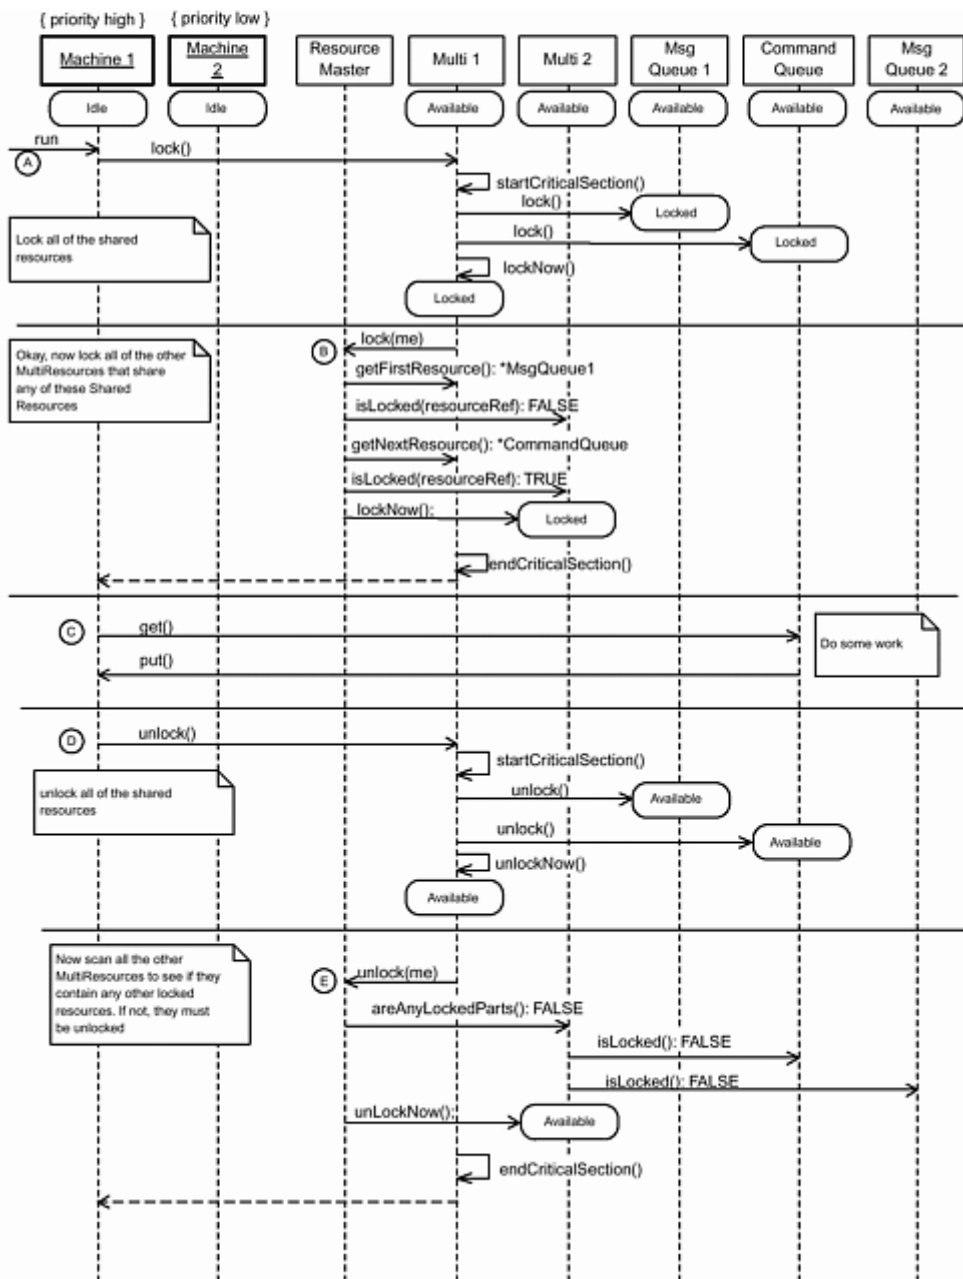 { priority high }
{ priority low }
Machine 1
Machine
2
Resource
Master
Multi 1
Multi 2
Msg
Queue 1
Command
Queue
Msg
Queue 2
Idle
Idle
Available
Available
Available
Available
Available
run
A
lock()
startCriticalSection()
lock()
Locked
lock()
Locked
Lock all of the shared
resources
lockNow()
Locked
B
lock(me)
Okay, now lock all of the other
MultiResources that share
any of these Shared
Resources
getFirstResource(): *MsgQueue1
isLocked(resourceRef): FALSE
getNextResource(): *CommandQueue
isLocked(resourceRef): TRUE
lockNow();
Locked
endCriticalSection()
C
get()
Do some work
put()
D
unlock()
startCriticalSection()
unlock all of the shared
resources
unlock()
Available
unlock()
Available
unlockNow()
Available
Now scan all the other
MultiResources to see if they
contain any other locked
resources. If not, they must
be unlocked
E
unlock(me)
areAnyLockedParts(): FALSE
isLocked(): FALSE
isLocked(): FALSE
unLockNow();
Available
endCriticalSection()